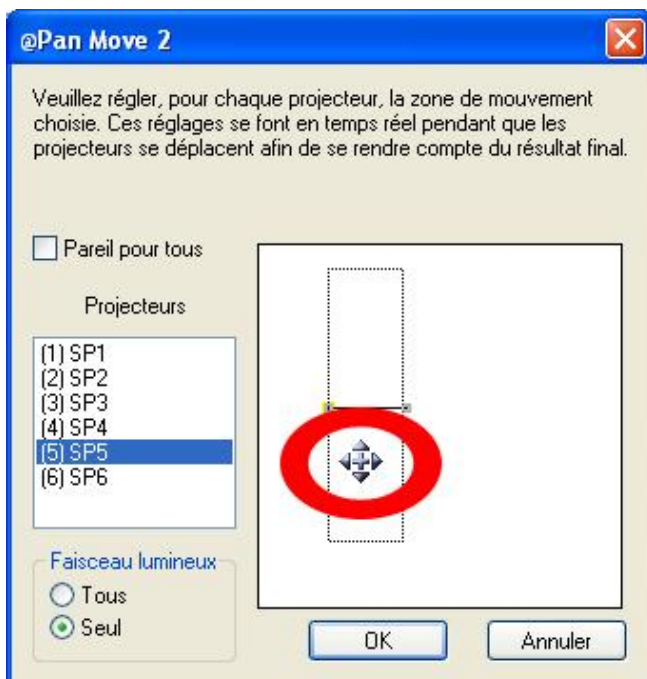 @Pan Move 2
Veuillez régler, pour chaque projecteur, la zone de mouvement
choisie. Ces réglages se font en temps réel pendant que les
projecteurs se déplacent afin de se rendre compte du résultat final.
Pareil pour tous
Projecteurs
(1) SP1
(2) SP2
(3) SP3
(4) SP4
(5) SP5
(6) SP6
Faisceau lumineux
Tous
Seul
OK
Annuler